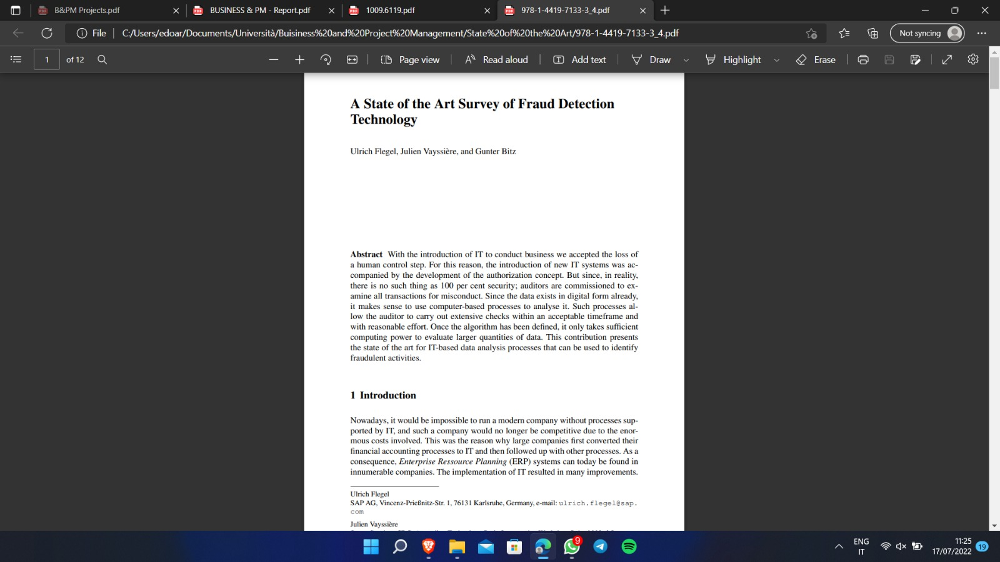 B&PM Projects.pdf
BUSINESS & PM - Report.pdf
1009.6119.pdf
978-1-4419-7133-3_4.pdf
File
C:/Users/edoar/Documents/Università/Buisiness%20and%20Project%20Management/State%20of%20the%20Art/978-1-4419-7133-3_4.pdf
Not syncing
1 of 12
Page view
Read aloud
Add text
Draw
Highlight
Erase
A State of the Art Survey of Fraud Detection
Technology
Ulrich Flegel, Julien Vayssière, and Gunter Bitz
Abstract With the introduction of IT to conduct business we accepted the loss of
a human control step. For this reason, the introduction of new IT systems was ac-
companied by the development of the authorization concept. But since, in reality,
there is no such thing as 100 per cent security; auditors are commissioned to ex-
amine all transactions for misconduct. Since the data exists in digital form already,
it makes sense to use computer-based processes to analyse it. Such processes al-
low the auditor to carry out extensive checks within an acceptable timeframe and
with reasonable effort. Once the algorithm has been defined, it only takes sufficient
computing power to evaluate larger quantities of data. This contribution presents
the state of the art for IT-based data analysis processes that can be used to identify
fraudulent activities.
1 Introduction
Nowadays, it would be impossible to run a modern company without processes sup-
ported by IT, and such a company would no longer be competitive due to the enor-
mous costs involved. This was the reason why large companies first converted their
financial accounting processes to IT and then followed up with other processes. As a
consequence, Enterprise Ressource Planning (ERP) systems can today be found in
innumerable companies. The implementation of IT resulted in many improvements.
Ulrich Flegel
SAP AG, Vincenz-Prießnitz-Str. 1, 76131 Karlsruhe, Germany, e-mail: ulrich.flegel@sap.
com
Julien Vayssière
9
ENG
IT
11:25
17/07/2022
19